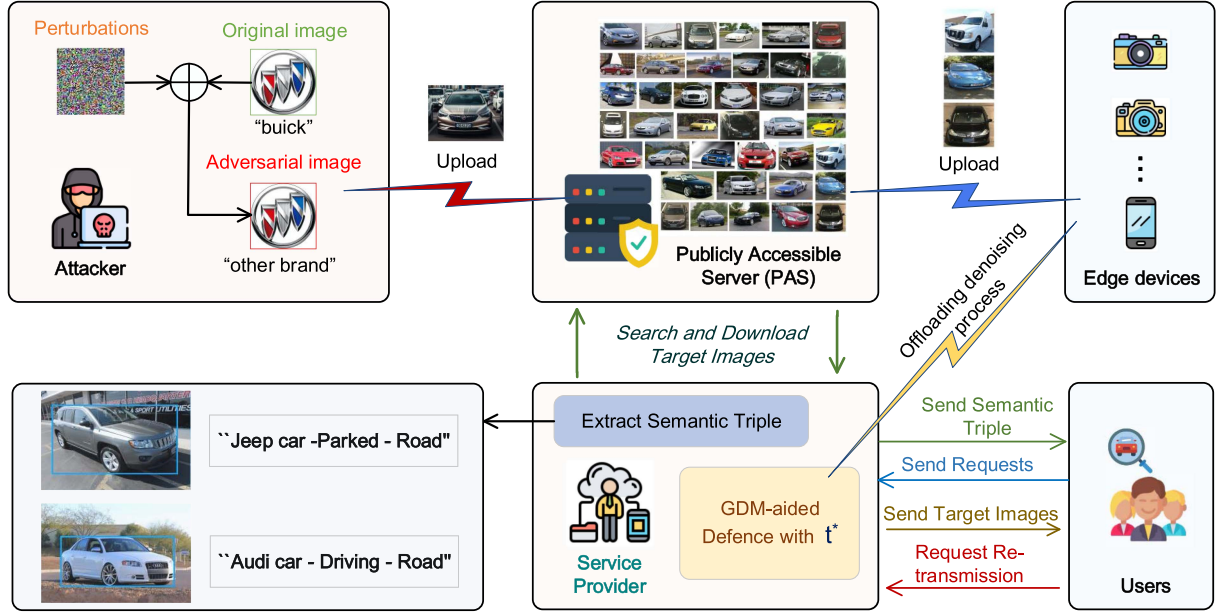 Perturbations
Original image
“buick”
Adversarial image
“other brand”
Attacker
Upload
Publicly Accessible
Server (PAS)
Upload
Edge devices
Offloading denoising
process
Search and Download
Target Images
``Jeep car -Parked - Road"
``Audi car - Driving - Road"
Extract Semantic Triple
Service
Provider
GDM-aided
Defence with t*
Send Semantic
Triple
Send Requests
Send Target Images
Request Re-
transmission
Users